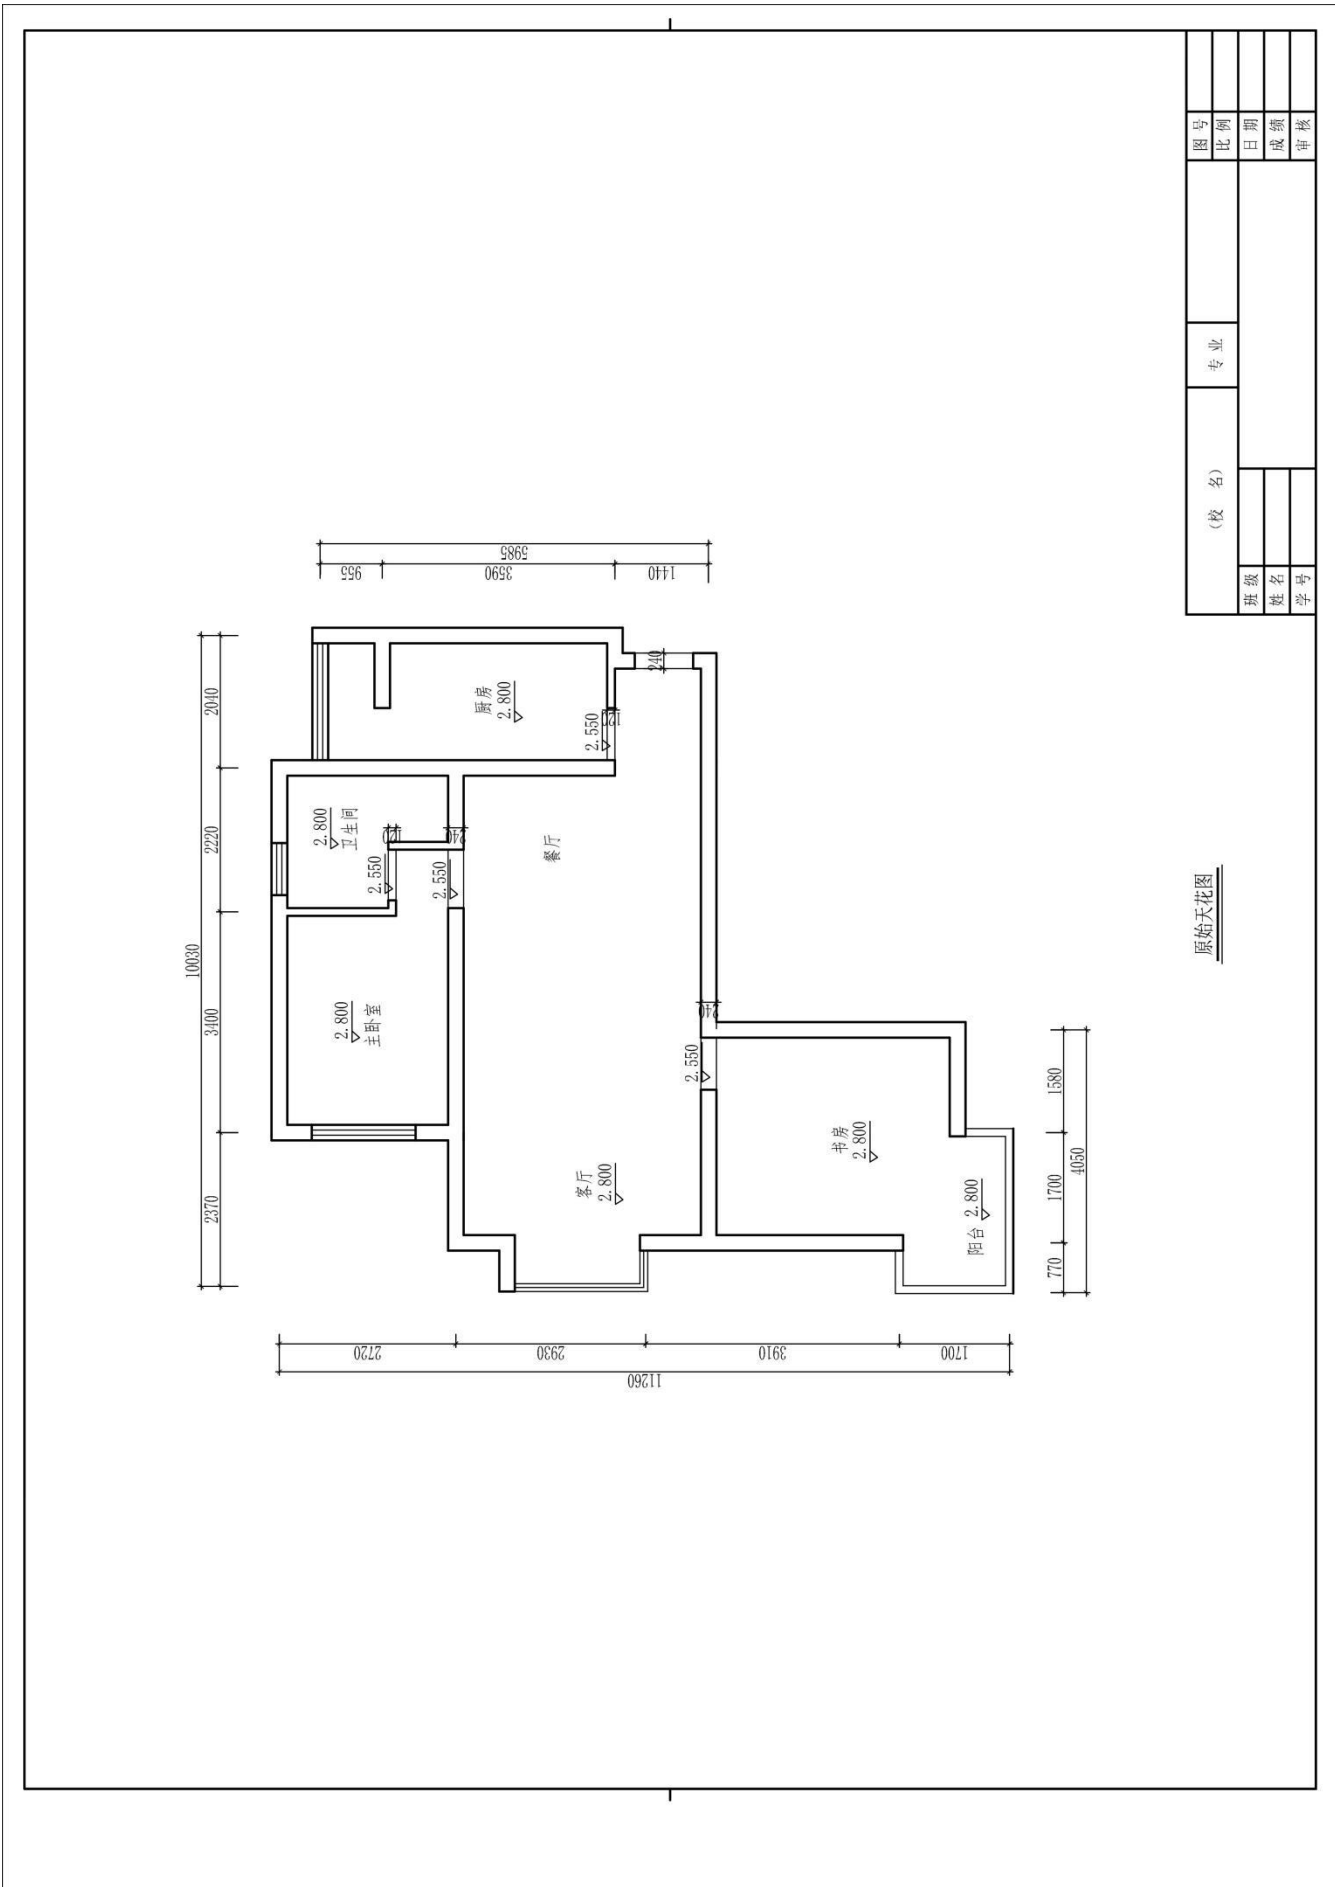 10030
2370
3400
2220
2040
11260
2720
2930
3910
1700
955
3590
1440
5985
770
1700
1580
4050
卫生间
2.800
120
2.550
240
2.550
主卧室
2.800
厨房
2.800
2.550
120
240
餐厅
客厅
2.800
240
2.550
书房
2.800
阳台
2.800
原始天花图
(校 名)
专 业
图 号
比 例
班 级
日 期
姓 名
成 绩
学 号
审 核